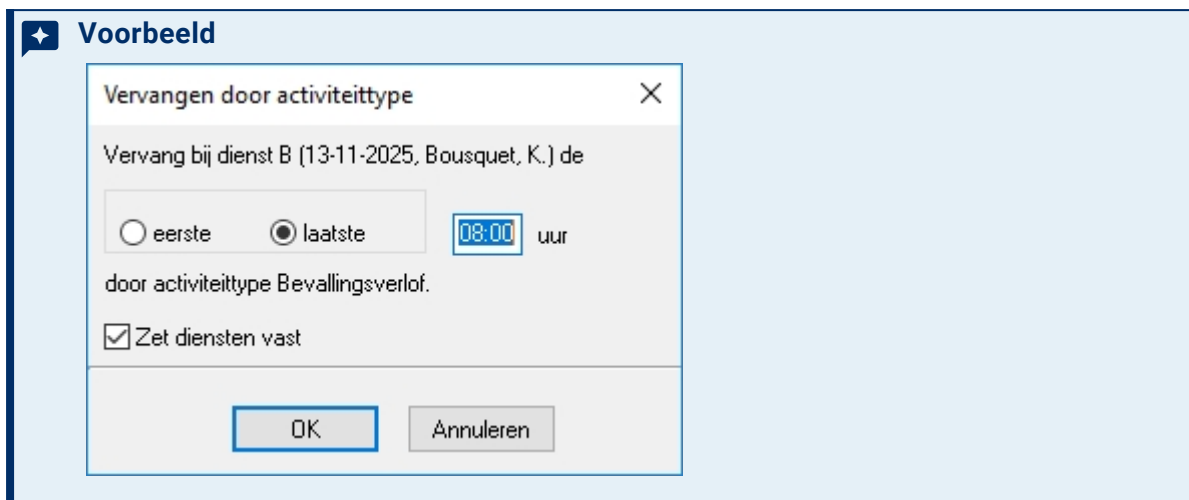 Voorbeeld
Vervangen door activiteittype
Vervang bij dienst B (13-11-2025, Bousquet, K.) de
eerste laatste 08:00 uur
door activiteittype Bevallingsverlof.
Zet diensten vast
OK Annuleren